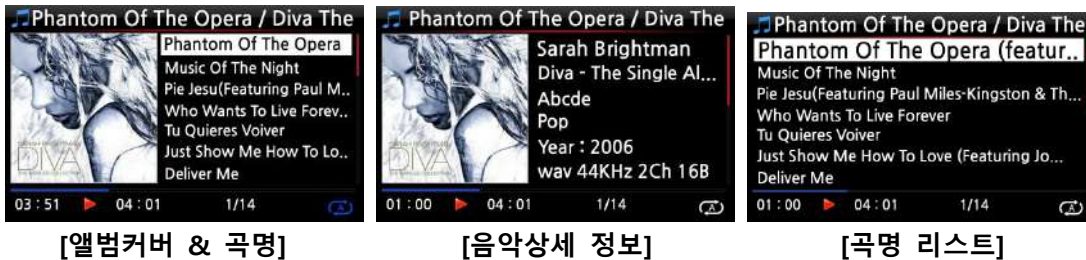 Phantom Of The Opera / Diva The
Phantom Of The Opera
Music Of The Night
Pie Jesu(Featuring Paul M..
Who Wants To Live Forev..
Tu Quieres Voiver
Just Show Me How To Lo..
Deliver Me
DIVA
03:51 04:01 1/14
[앨범커버 & 곡명]
Phantom Of The Opera / Diva The
Sarah Brightman
Diva - The Single Al...
Abcde
Pop
Year : 2006
wav 44KHz 2Ch 16B
DIVA
01:00 04:01 1/14
[음악상세 정보]
Phantom Of The Opera / Diva The
Phantom Of The Opera (featur..
Music Of The Night
Pie Jesu(Featuring Paul Miles-Kingston & Th...
Who Wants To Live Forever
Tu Quieres Voiver
Just Show Me How To Love (Featuring Jo...
Deliver Me
01:00 04:01 1/14
[곡명 리스트]